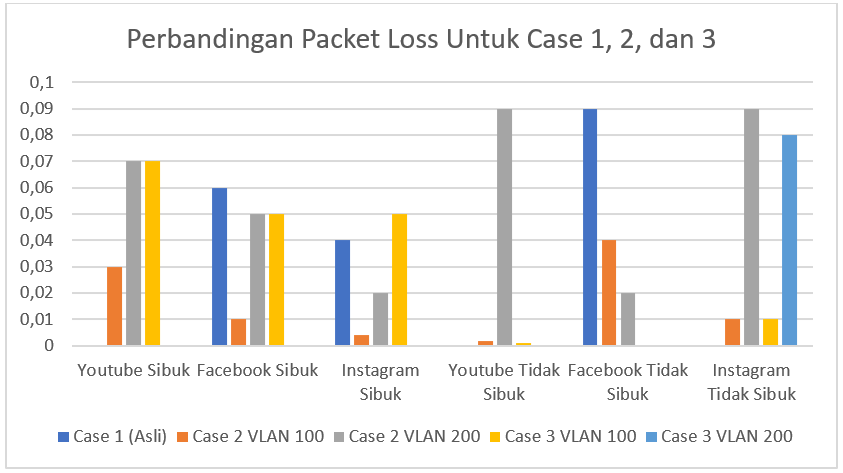 Perbandingan Packet Loss Untuk Case 1, 2, dan 3
0,1
0,09
0,08
0,07
0,06
0,05
0,04
0,03
0,02
0,01
0
Youtube Sibuk
Facebook Sibuk
Instagram
Sibuk
Youtube Tidak
Sibuk
Facebook Tidak
Sibuk
Instagram
Tidak Sibuk
Case 1 (Asli)
Case 2 VLAN 100
Case 2 VLAN 200
Case 3 VLAN 100
Case 3 VLAN 200